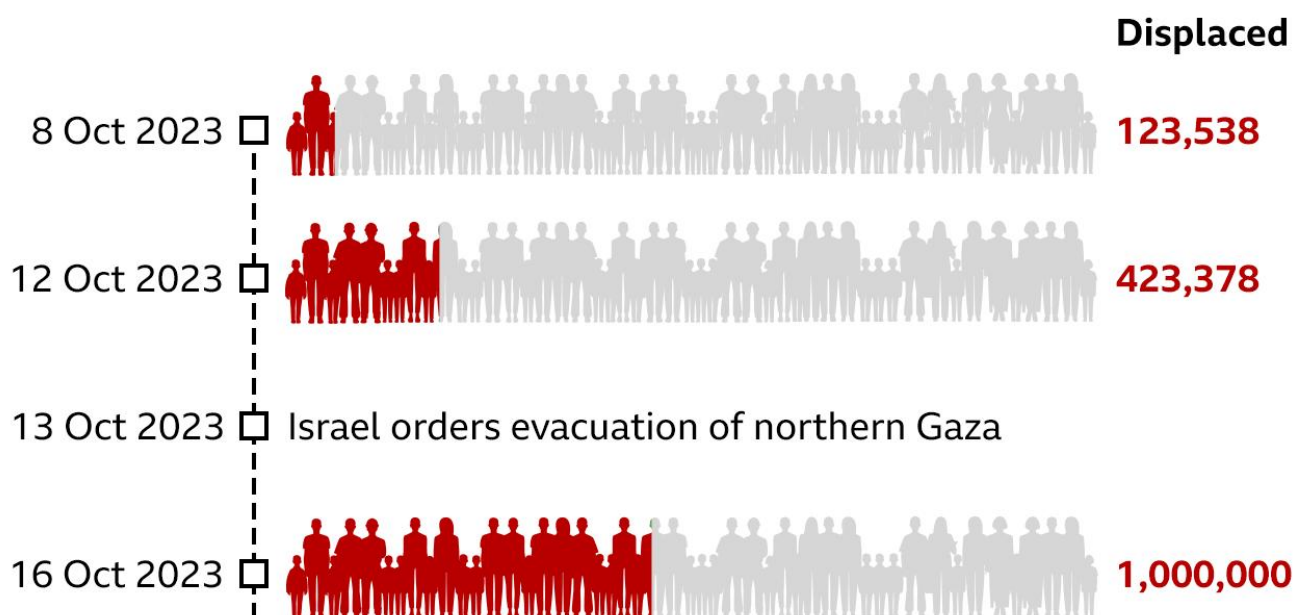 Displaced
8 Oct 2023 123,538
12 Oct 2023 423,378
13 Oct 2023 Israel orders evacuation of northern Gaza
16 Oct 2023 1,000,000